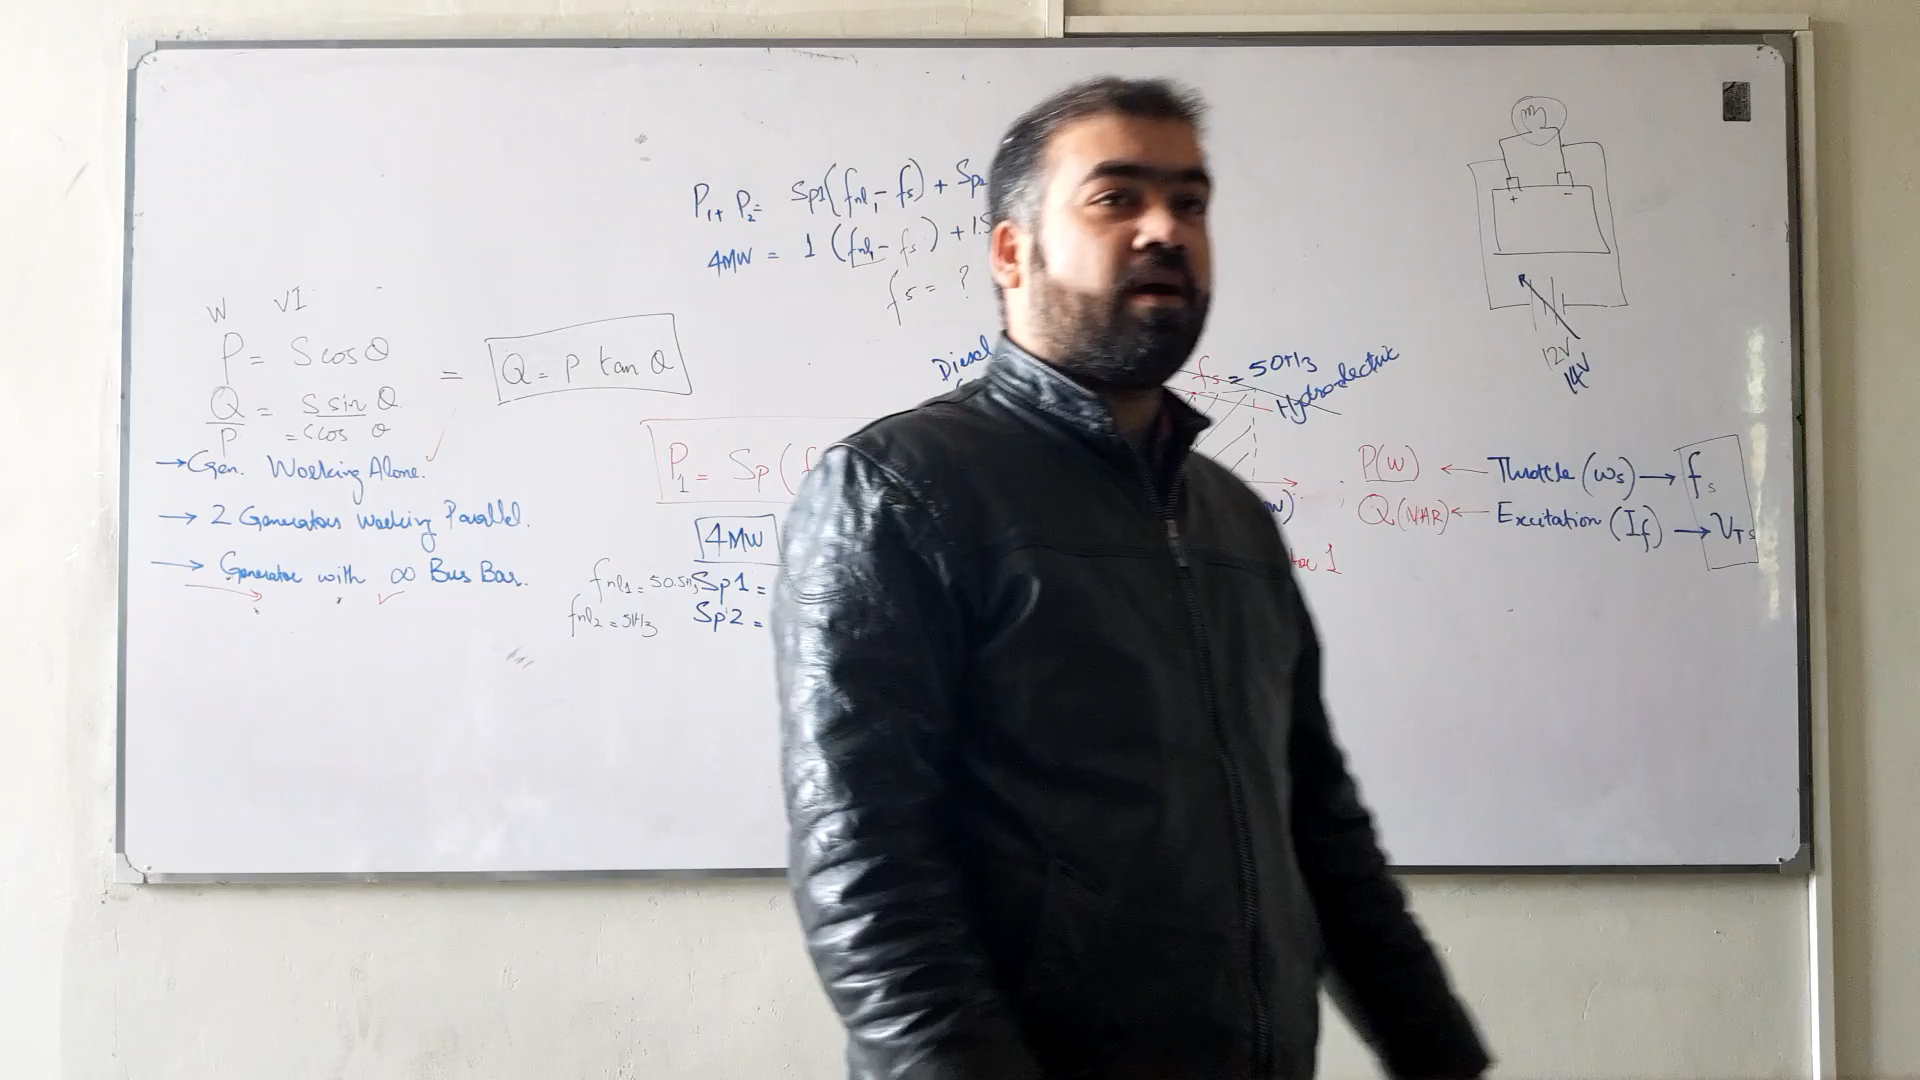 P1+ P2= Sp1(fnl1- fs) + Sp2
4MW = 1 (fnl1- fs) + 1.5
fs = ?
W VI
P = S cos θ
Q/P = S sin θ / = S cos θ
= Q = P tan θ
→ Gen. Working Alone.
→ 2 Generators Working Parallel.
→ Generator with ∞ Bus Bar.
Diesel
P1 = Sp (f
4MW
fnl1 = 50.5Hz Sp1 =
fnl2 = 51Hz Sp2 =
fs = 50Hz
Hydroelectric
+ -
12V
14V
P(W) ← Throttle (ws) → fs
Q(VAR) ← Excitation (If) → VTs